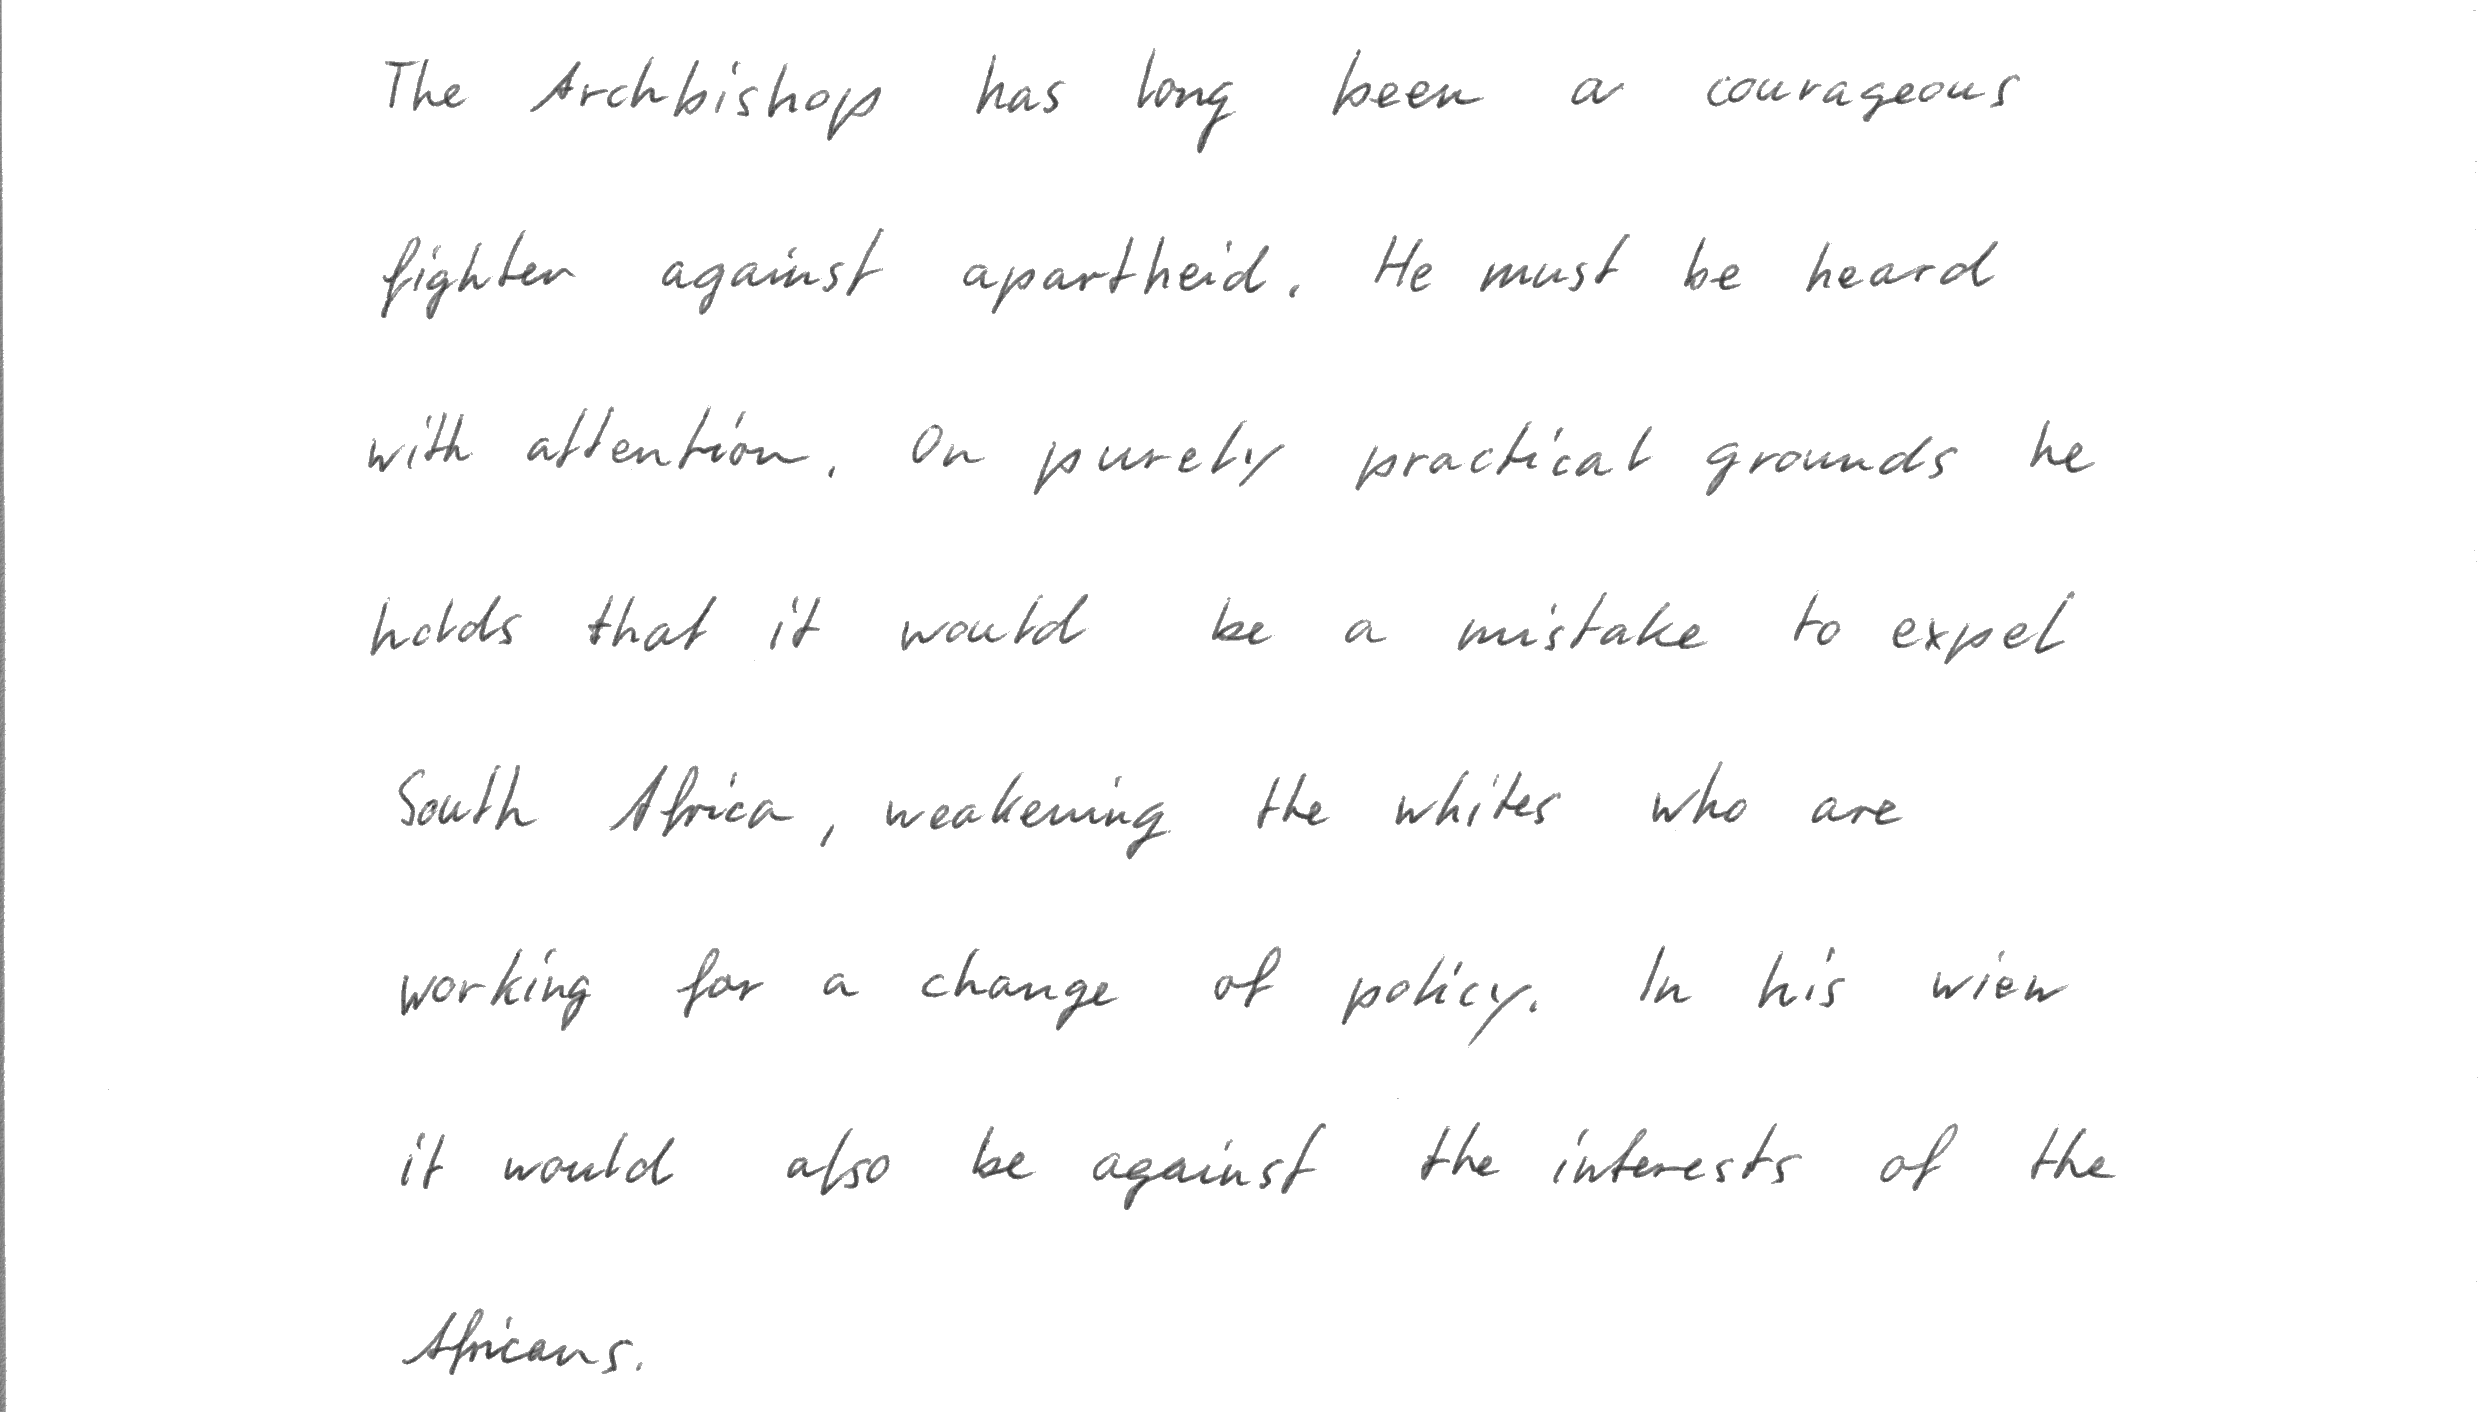 The Archbishop has long been a courageous
fighter against apartheid. He must be heard
with attention. On purely practical grounds he
holds that it would be a mistake to expel
South Africa, weakening the whites who are
working for a change of policy. In his wiew
it would also be against the interests of the
Africans.